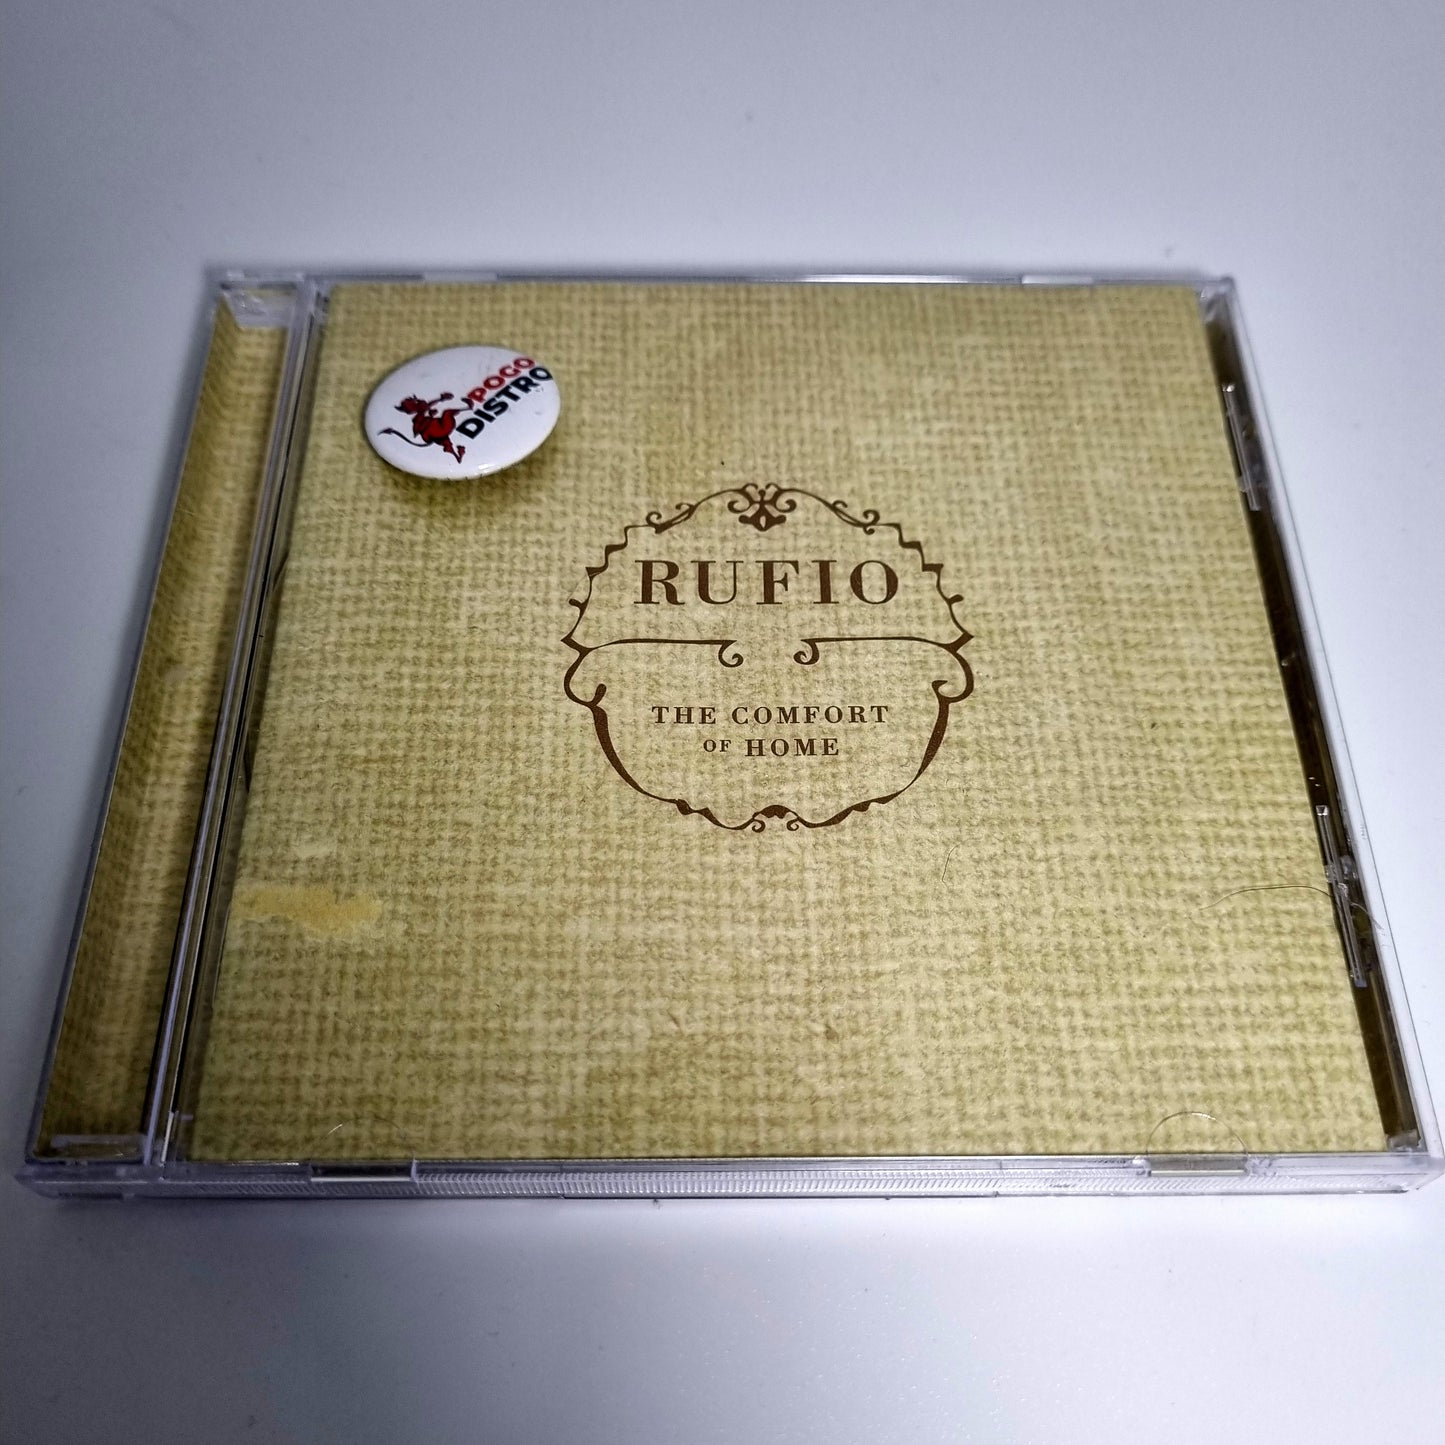 POGO
DISTRO
RUFIO
THE COMFORT
OF HOME